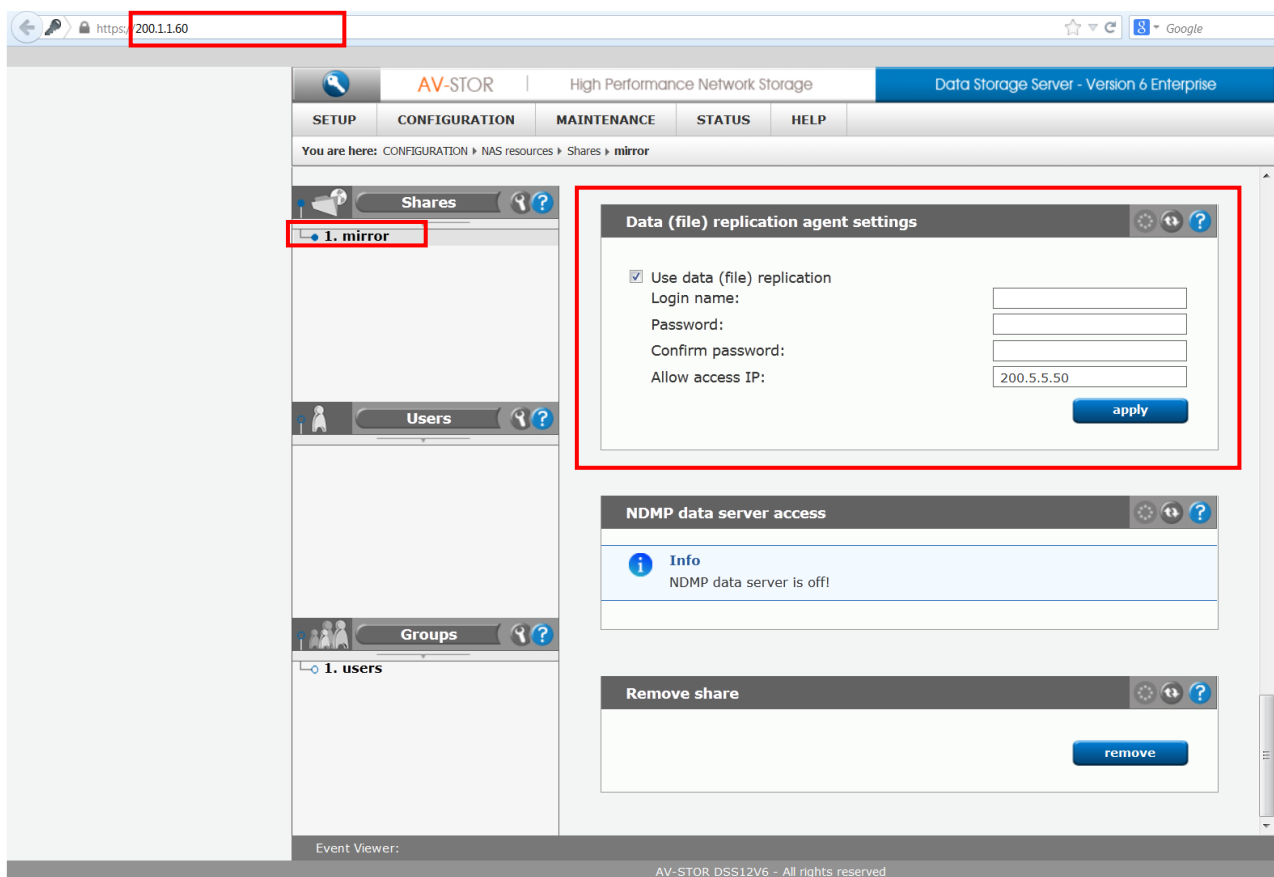 https://200.1.1.60
8 Google
AV-STOR | High Performance Network Storage Data Storage Server - Version 6 Enterprise
SETUP CONFIGURATION MAINTENANCE STATUS HELP
You are here: CONFIGURATION NAS resources Shares mirror
Shares
1. mirror
Users
Groups
1. users
Data (file) replication agent settings
Use data (file) replication
Login name:
Password:
Confirm password:
Allow access IP: 200.5.5.50
apply
NDMP data server access
Info
NDMP data server is off!
Remove share
remove
Event Viewer:
AV-STOR DSS12V6 - All rights reserved